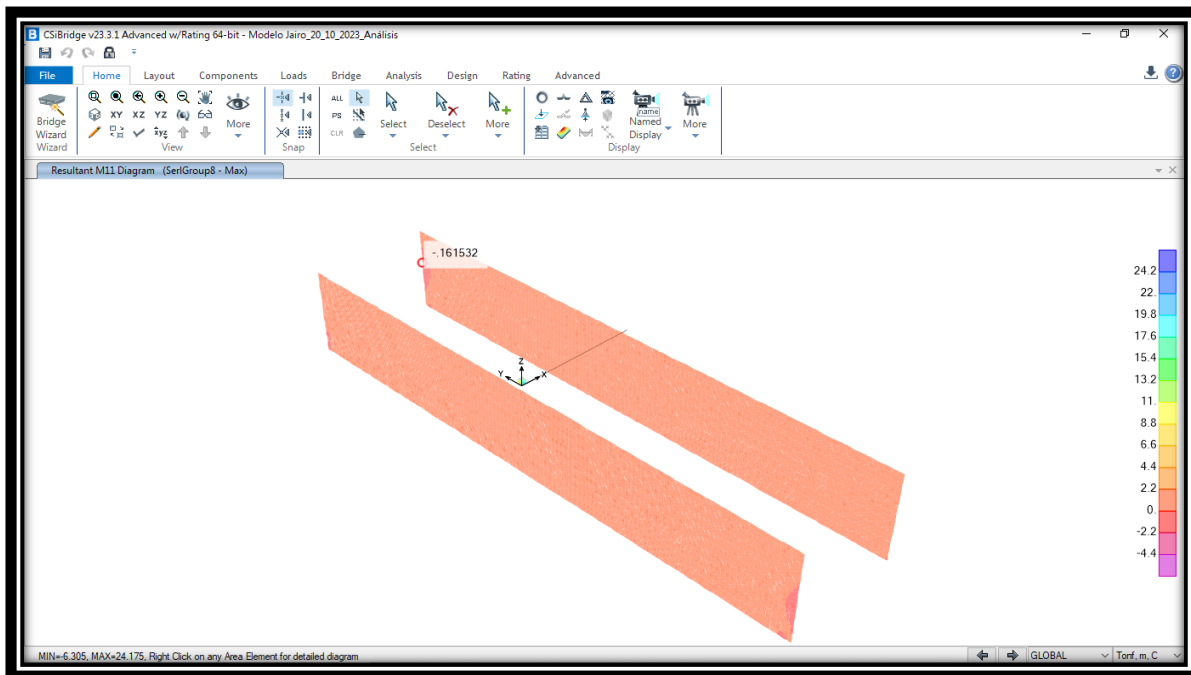 B CSiBridge v23.3.1 Advanced w/Rating 64-bit - Modelo Jairo_20_10_2023_Análisis
File Home Layout Components Loads Bridge Analysis Design Rating Advanced
Bridge Wizard
XY XZ YZ
xyz
More
ALL
PS
CLR
Select
Deselect
More
name
Named Display
More
Wizard View Snap Select Display
Resultant M11 Diagram (SerIGroup8 - Max)
-.161532
Z
Y
X
24.2
22.
19.8
17.6
15.4
13.2
11.
8.8
6.6
4.4
2.2
0.
-2.2
-4.4
MIN=-6.305, MAX=24.175, Right Click on any Area Element for detailed diagram
GLOBAL
Tonf, m, C